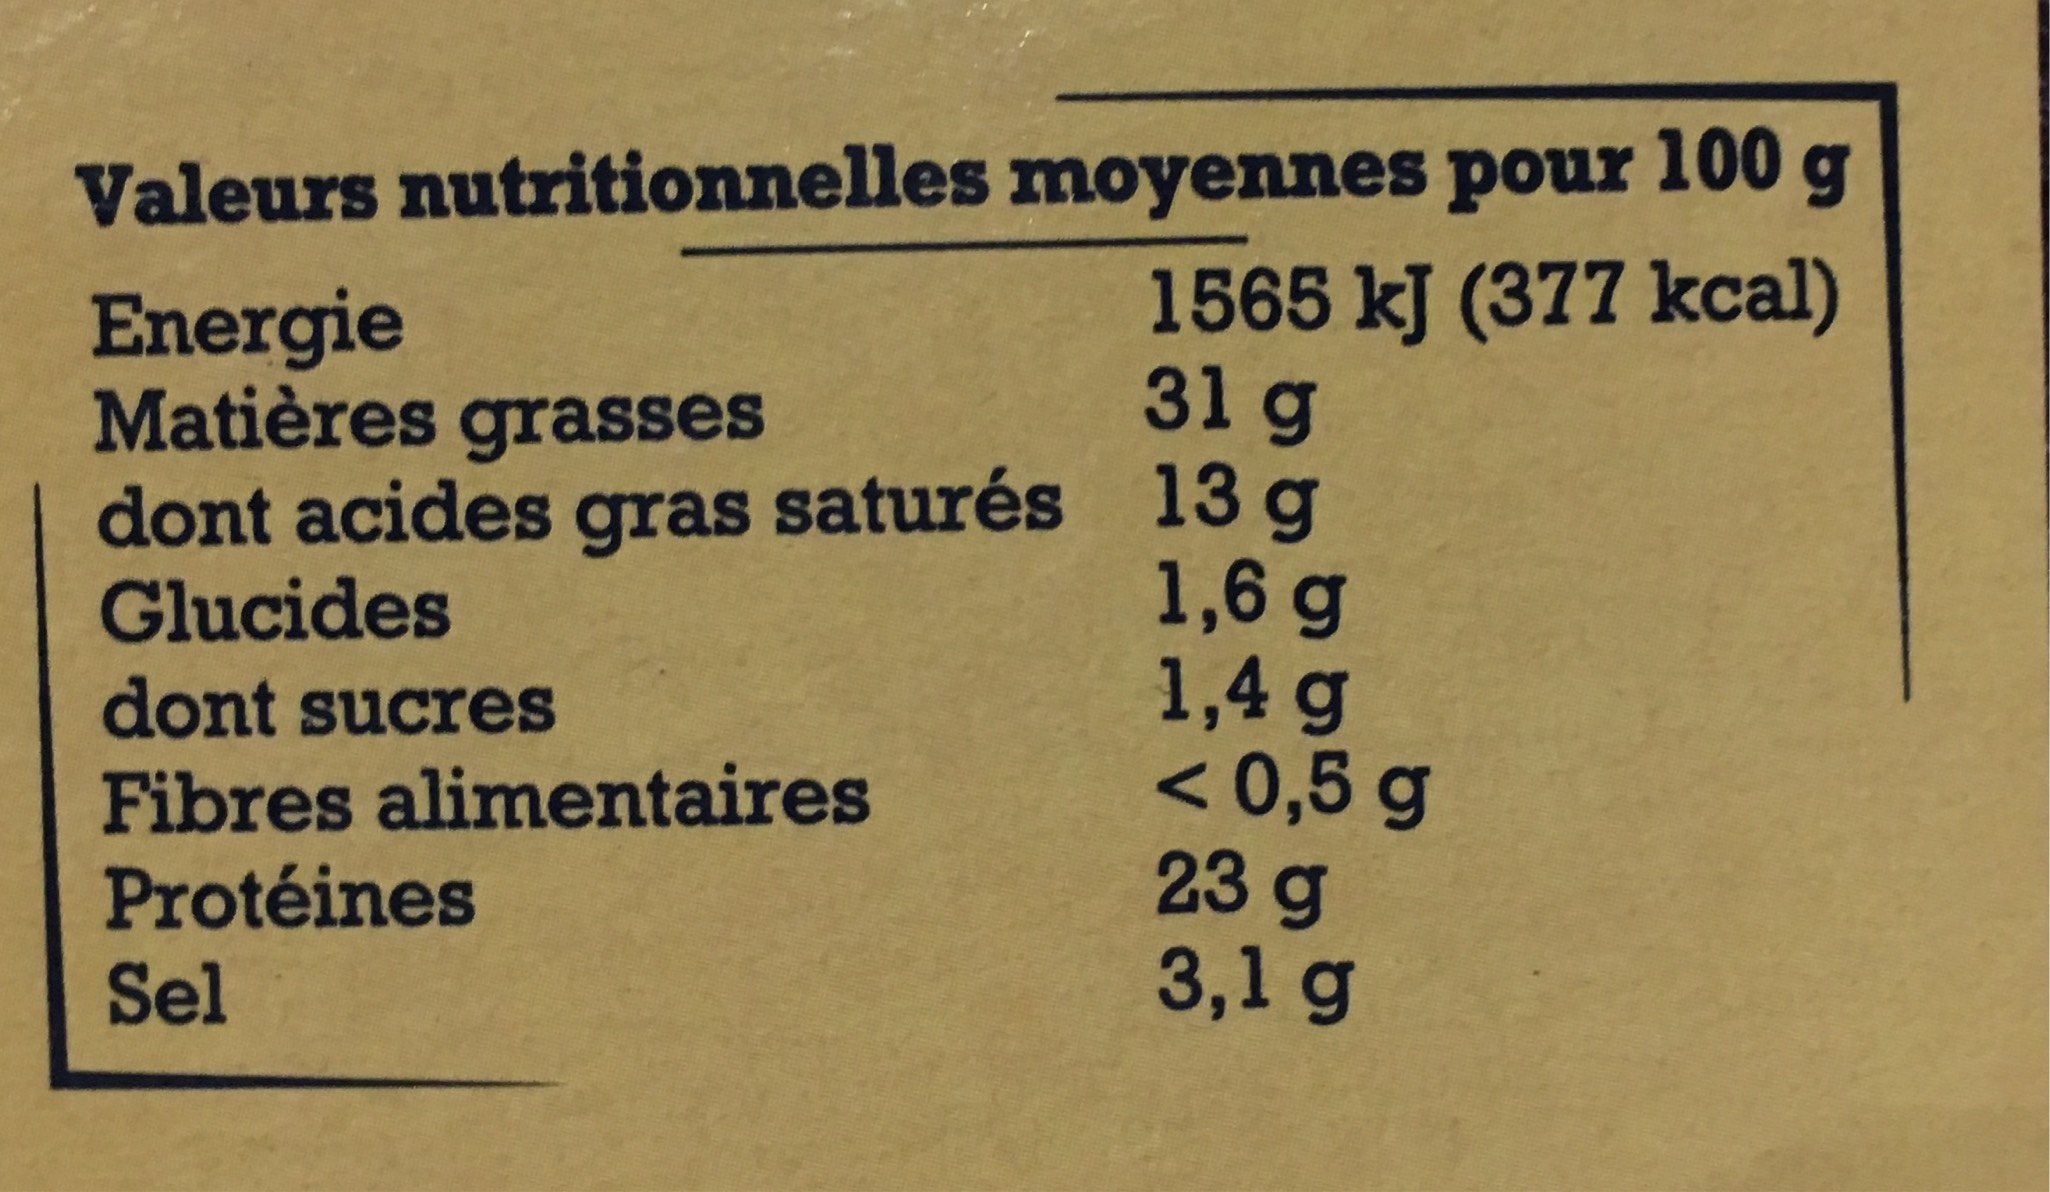 Valeurs nutritionnelles moyennes pour 100 g
Energie 1565 kJ (377 kcal)
Matières grasses 31 g
dont acides gras saturés 13 g
Glucides 1,6 g
dont sucres 1,4 g
Fibres alimentaires < 0,5 g
Protéines 23 g
Sel 3,1 g